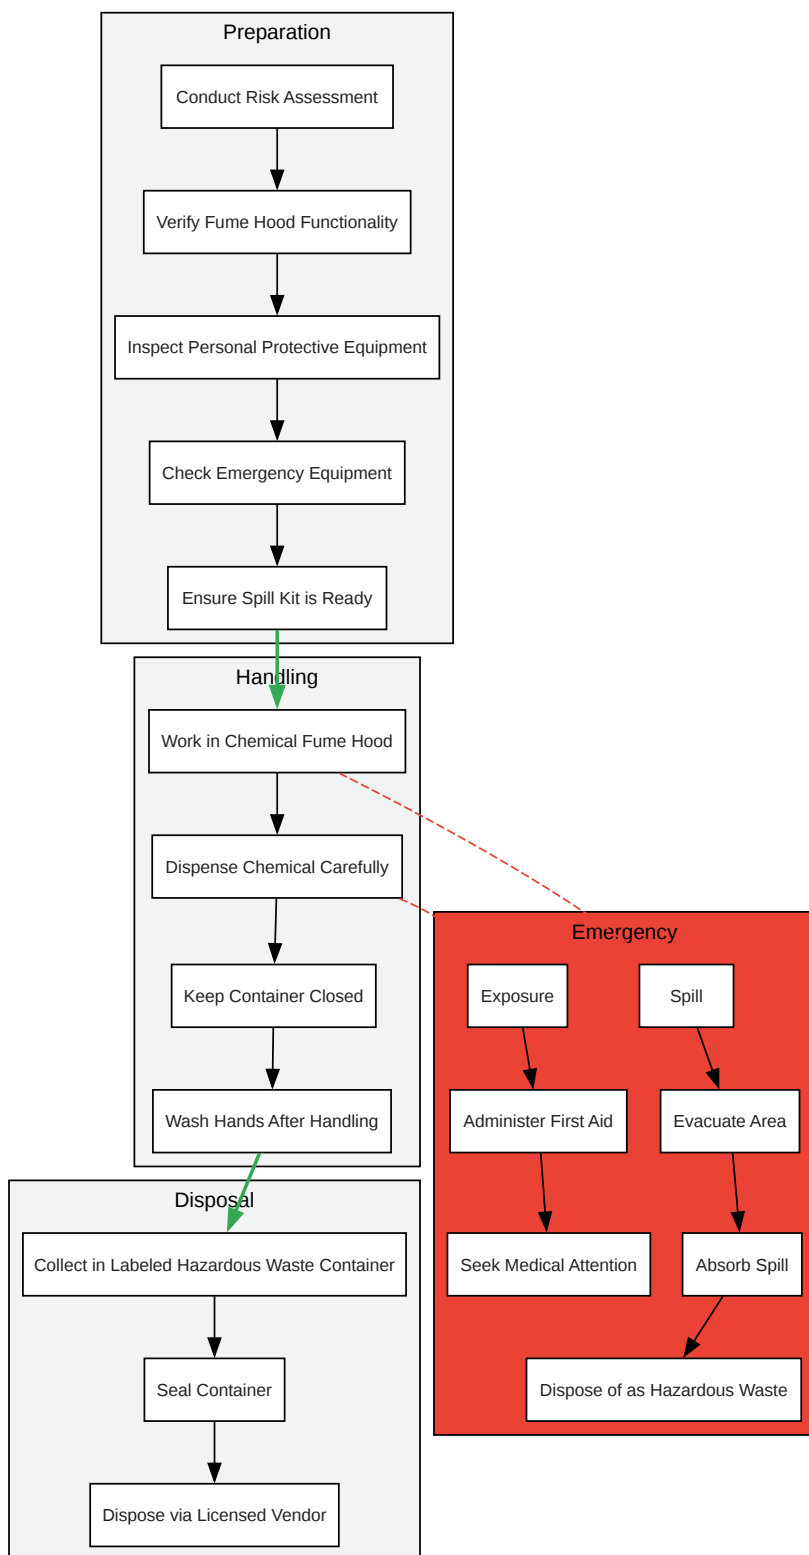 Preparation
Conduct Risk Assessment
Verify Fume Hood Functionality
Inspect Personal Protective Equipment
Check Emergency Equipment
Ensure Spill Kit is Ready
Handling
Work in Chemical Fume Hood
Dispense Chemical Carefully
Keep Container Closed
Wash Hands After Handling
Emergency
Exposure
Spill
Administer First Aid
Evacuate Area
Seek Medical Attention
Absorb Spill
Dispose of as Hazardous Waste
Disposal
Collect in Labeled Hazardous Waste Container
Seal Container
Dispose via Licensed Vendor